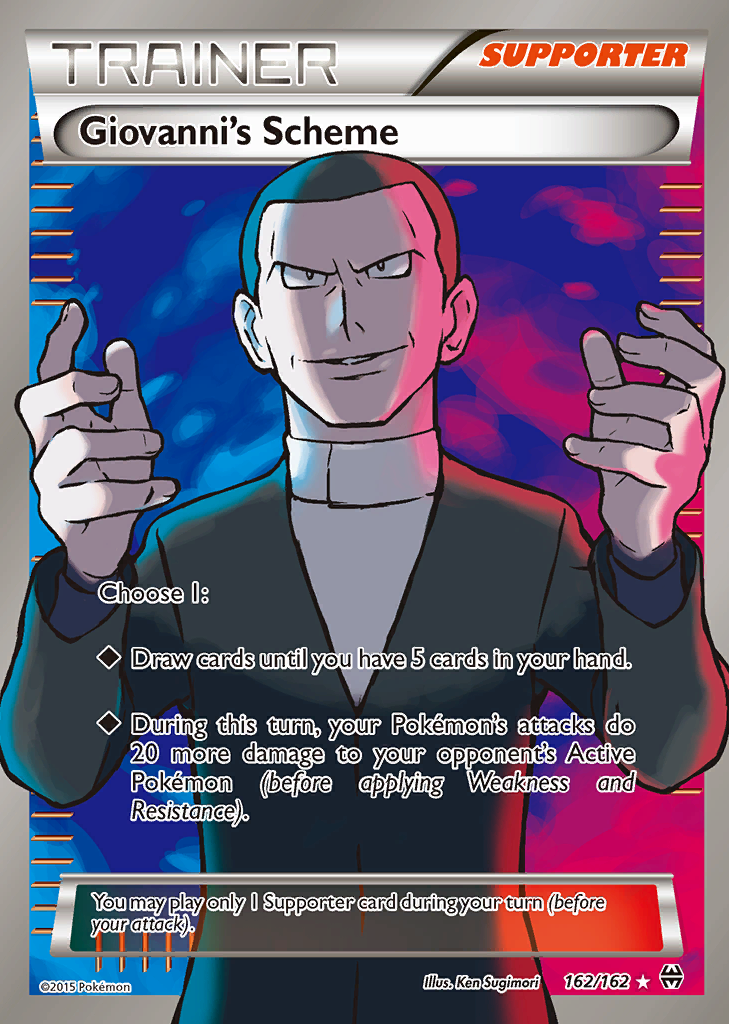 TRAINER
SUPPORTER
Giovanni's Scheme
Choose 1:
◆ Draw cards until you have 5 cards in your hand.
◆ During this turn, your Pokémon's attacks do
20 more damage to your opponent's Active
Pokémon (before applying Weakness and
Resistance).
You may play only 1 Supporter card during your turn (before
your attack).
©2015 Pokémon
Illus. Ken Sugimori
162/162 ★